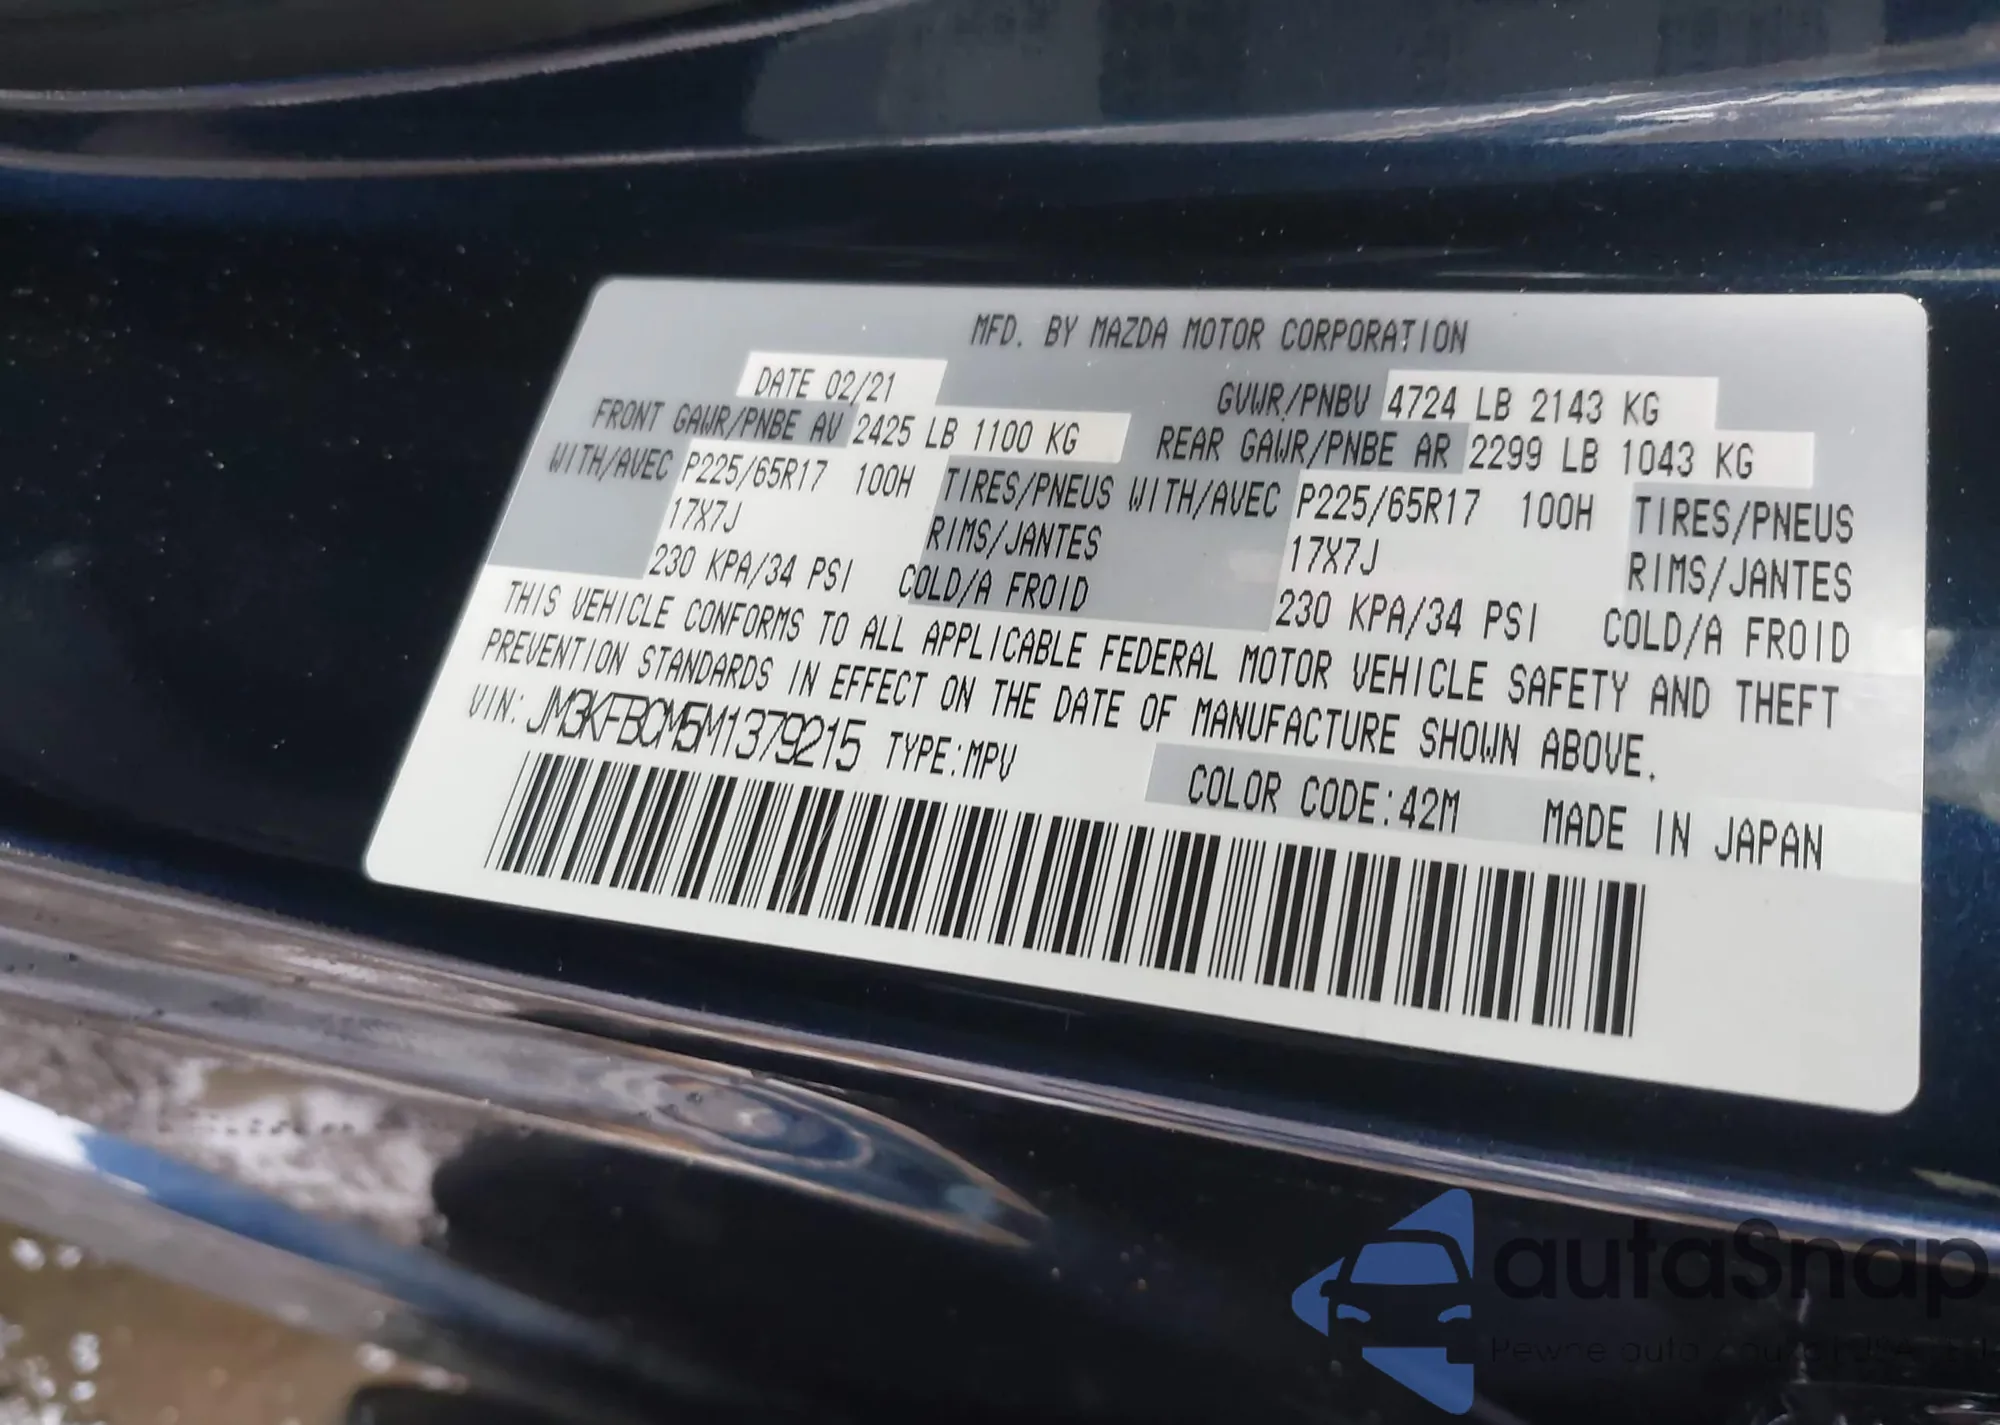 MFD. BY MAZDA MOTOR CORPORATION
DATE 02/21 GVWR/PNBV 4724 LB 2143 KG
FRONT GAWR/PNBE AV 2425 LB 1100 KG REAR GAWR/PNBE AR 2299 LB 1043 KG
WITH/AVEC P225/65R17 100H TIRES/PNEUS WITH/AVEC P225/65R17 100H TIRES/PNEUS
17X7J RIMS/JANTES 17X7J RIMS/JANTES
230 KPA/34 PSI COLD/A FROID 230 KPA/34 PSI COLD/A FROID
THIS VEHICLE CONFORMS TO ALL APPLICABLE FEDERAL MOTOR VEHICLE SAFETY AND THEFT
PREVENTION STANDARDS IN EFFECT ON THE DATE OF MANUFACTURE SHOWN ABOVE.
VIN: JM3KFBCM5M1379215 TYPE:MPV COLOR CODE:42M MADE IN JAPAN
autaSnap
Pewne auto